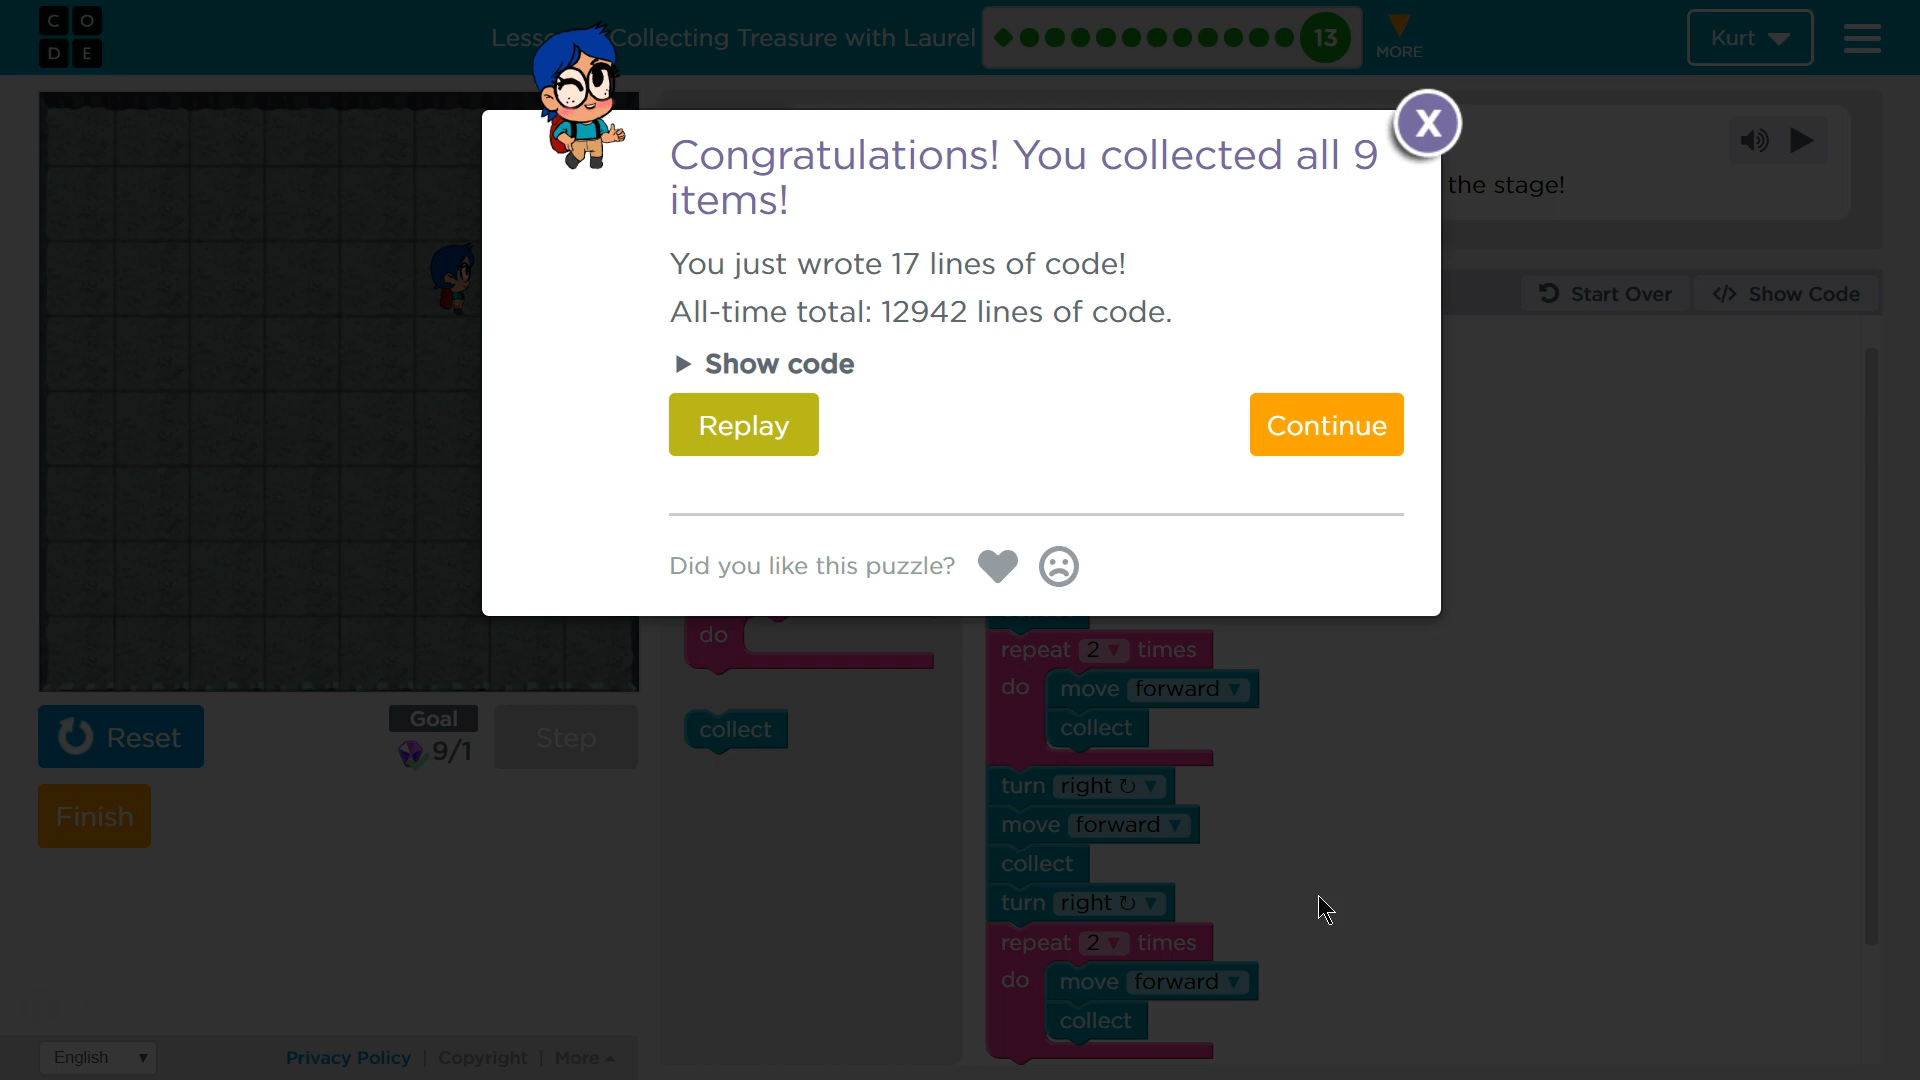 C O
D E
Lesson
Collecting Treasure with Laurel
13
MORE
Kurt
X
Congratulations! You collected all 9
items!
the stage!
You just wrote 17 lines of code!
All-time total: 12942 lines of code.
Start Over
</> Show Code
Show code
Replay
Continue
Did you like this puzzle?
do
collect
repeat 2 times
do move forward
collect
turn right ↻
move forward
collect
turn right ↻
repeat 2 times
do move forward
collect
Reset
Goal
9/1
Step
Finish
English
Privacy Policy | Copyright | More